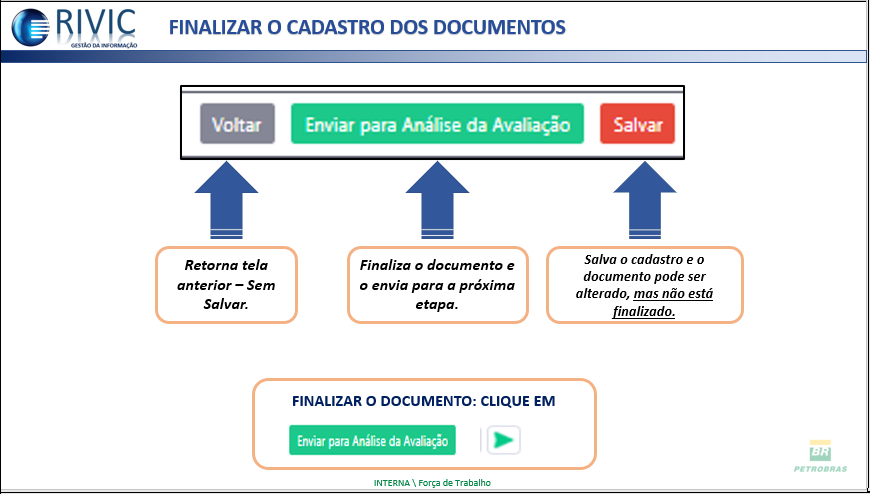 RIVIC
GESTÃO DA INFORMAÇÃO
FINALIZAR O CADASTRO DOS DOCUMENTOS
Voltar
Enviar para Análise da Avaliação
Salvar
Retorna tela
anterior – Sem
Salvar.
Finaliza o documento e
o envia para a próxima
etapa.
Salva o cadastro e o
documento pode ser
alterado, mas não está
finalizado.
FINALIZAR O DOCUMENTO: CLIQUE EM
Enviar para Análise da Avaliação
BR
PETROBRAS
INTERNA \ Força de Trabalho